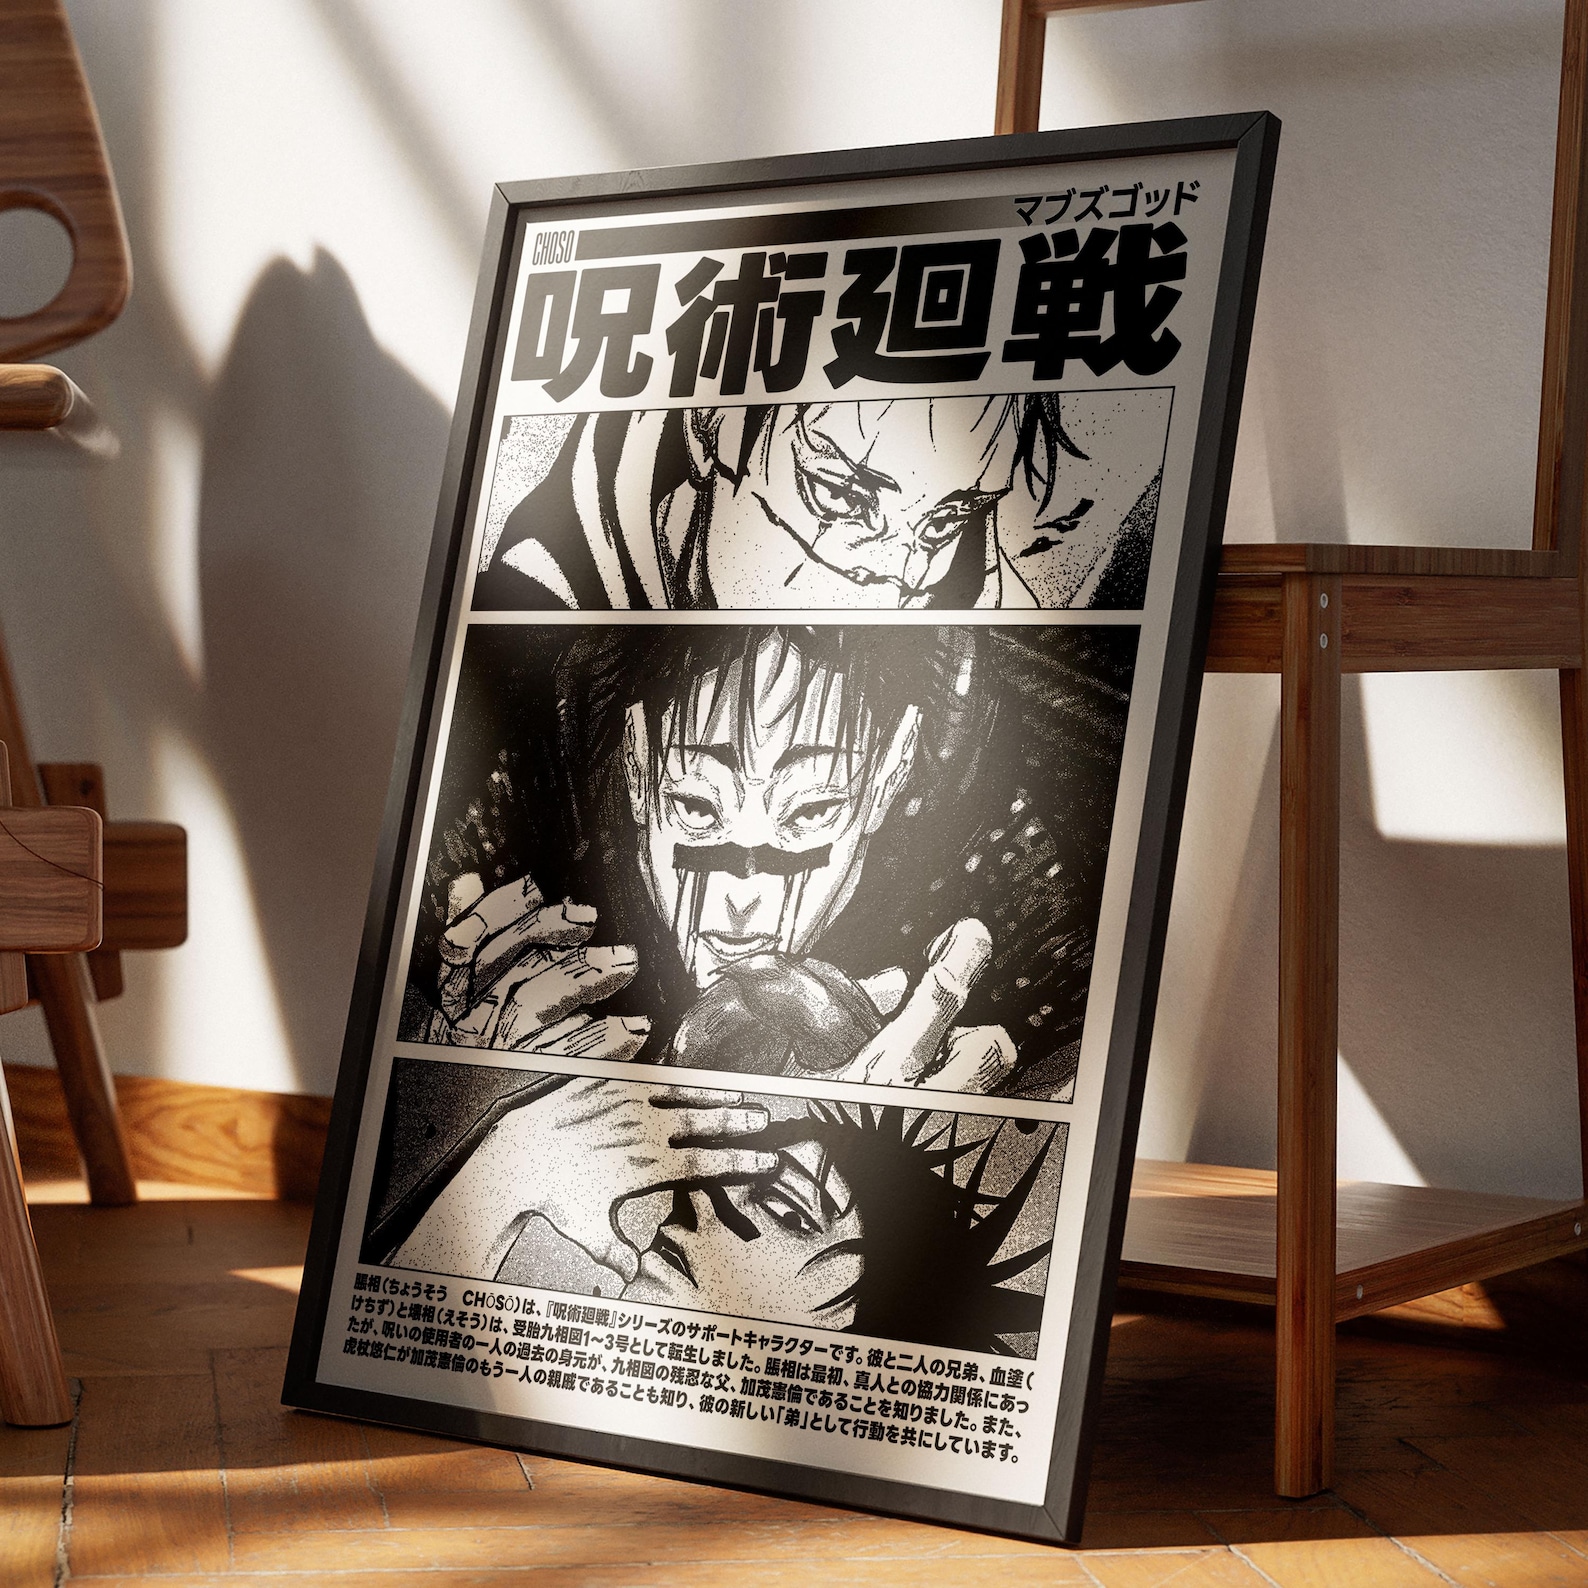 マブズゴッド
CHOSO
呪術廻戦
脹相(ちょうそう CHŌSŌ)は、『呪術廻戦』シリーズのサポートキャラクターです。彼と二人の兄弟、血塗(
けちず)と壊相(えそう)は、受胎九相図1〜3号として転生しました。脹相は最初、真人との協力関係にあっ
たが、呪いの使用者の一人の過去の身元が、九相図の残忍な父、加茂憲倫であることを知りました。また、
虎杖悠仁が加茂憲倫のもう一人の親戚であることも知り、彼の新しい「弟」として行動を共にしています。